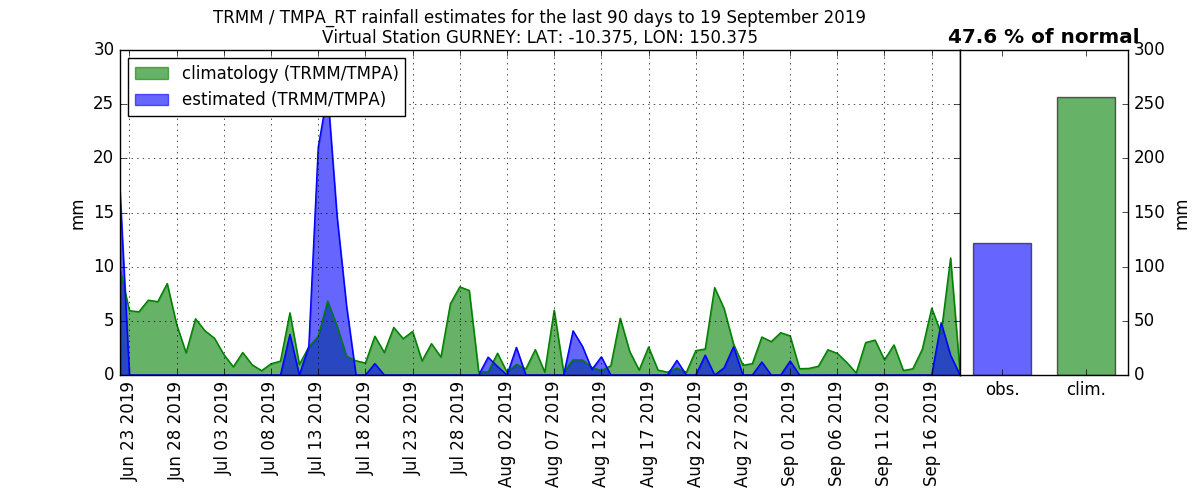 TRMM / TMPA_RT rainfall estimates for the last 90 days to 19 September 2019
Virtual Station GURNEY: LAT: -10.375, LON: 150.375
47.6 % of normal
climatology (TRMM/TMPA)
estimated (TRMM/TMPA)
30
25
20
15
10
5
0
mm
300
250
200
150
100
50
0
mm
Jun 23 2019
Jun 28 2019
Jul 03 2019
Jul 08 2019
Jul 13 2019
Jul 18 2019
Jul 23 2019
Jul 28 2019
Aug 02 2019
Aug 07 2019
Aug 12 2019
Aug 17 2019
Aug 22 2019
Aug 27 2019
Sep 01 2019
Sep 06 2019
Sep 11 2019
Sep 16 2019
obs.
clim.